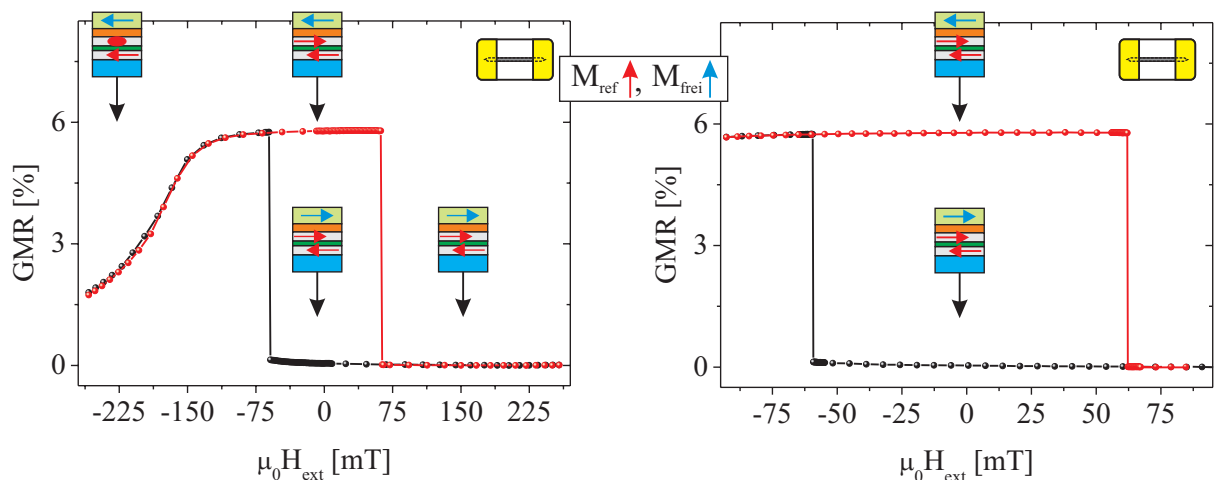 M_ref, M_frei
6
3
0
GMR [%]
-225 -150 -75 0 75 150 225
μ₀H_ext [mT]
6
3
0
GMR [%]
-75 -50 -25 0 25 50 75
μ₀H_ext [mT]